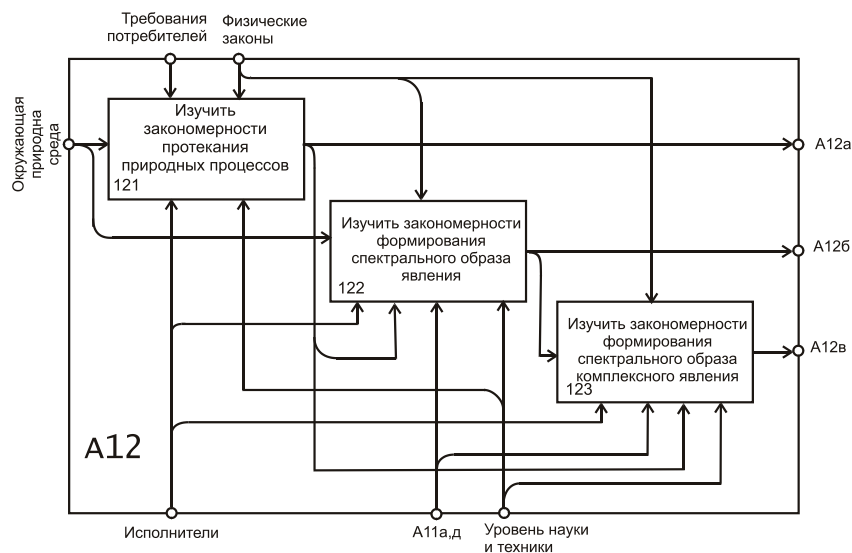 Требования
потребителей
Физические
законы
Окружающая
природна
среда
Изучить
закономерности
протекания
природных процессов
121
A12а
Изучить закономерности
формирования
спектрального образа
явления
122
A12б
Изучить закономерности
формирования
спектрального образа
комплексного явления
123
A12в
A12
Исполнители
A11а,д
Уровень науки
и техники